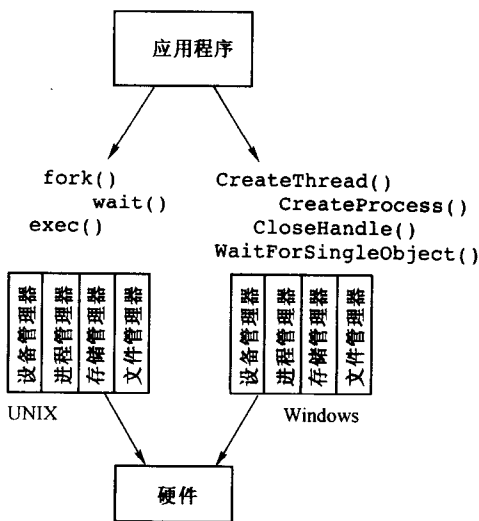 应用程序
fork()
wait()
exec()
CreateThread()
CreateProcess()
CloseHandle()
WaitForSingleObject()
设备管理器
进程管理器
存储管理器
文件管理器
设备管理器
进程管理器
存储管理器
文件管理器
UNIX
Windows
硬件